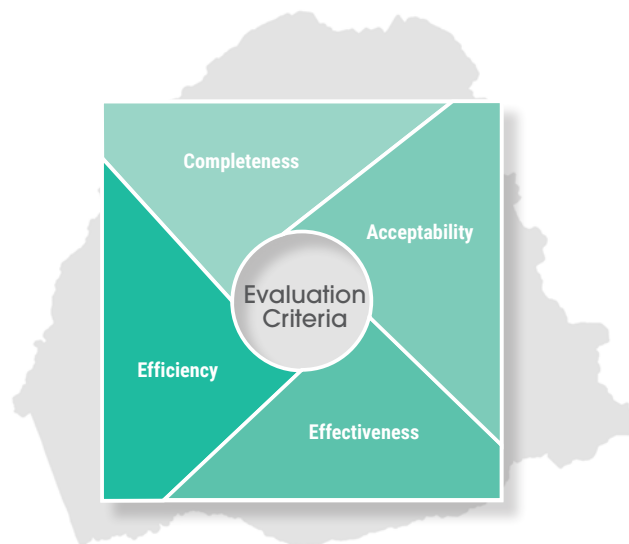 Completeness
Acceptability
Evaluation
Criteria
Efficiency
Effectiveness